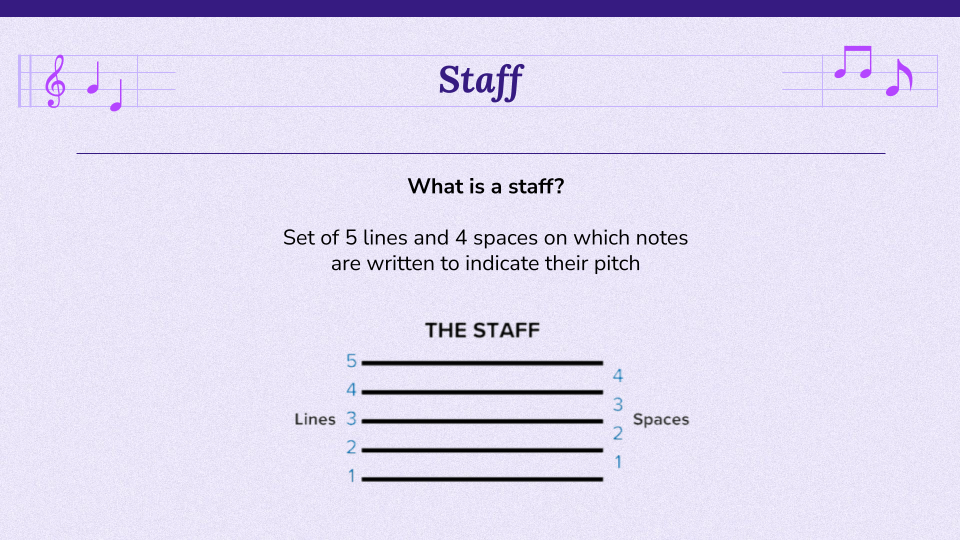 Staff
What is a staff?
Set of 5 lines and 4 spaces on which notes
are written to indicate their pitch
THE STAFF
5
4
4
3
Lines 3 Spaces
2
2
1
1